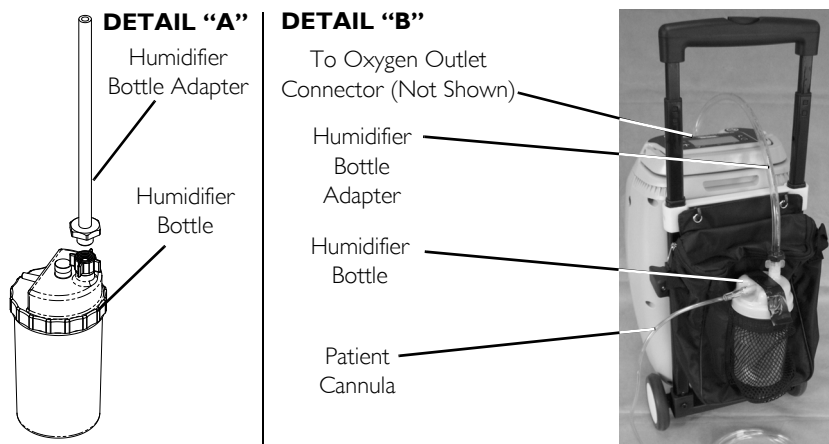 DETAIL “A”
Humidifier
Bottle Adapter
Humidifier
Bottle
DETAIL “B”
To Oxygen Outlet
Connector (Not Shown)
Humidifier
Bottle
Adapter
Humidifier
Bottle
Patient
Cannula